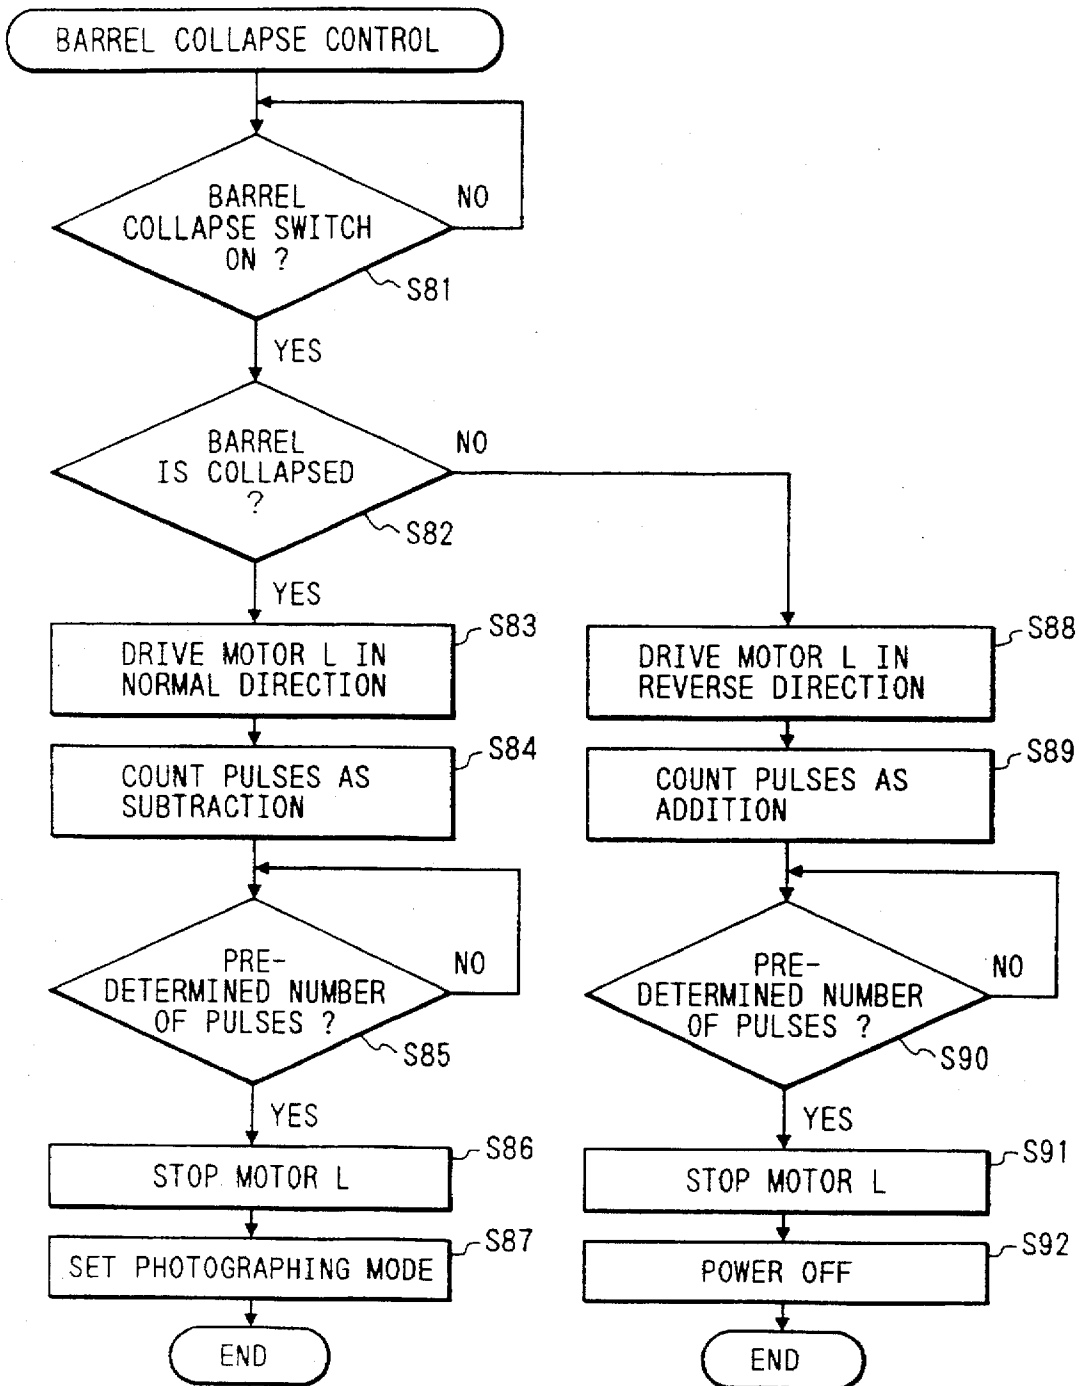 BARREL COLLAPSE CONTROL
BARREL
COLLAPSE SWITCH
ON ?
NO
S81
YES
BARREL
IS COLLAPSED
?
NO
S82
YES
DRIVE MOTOR L IN
NORMAL DIRECTION
S83
COUNT PULSES AS
SUBTRACTION
S84
PRE-
DETERMINED NUMBER
OF PULSES ?
NO
S85
YES
STOP MOTOR L
S86
SET PHOTOGRAPHING MODE
S87
END
DRIVE MOTOR L IN
REVERSE DIRECTION
S88
COUNT PULSES AS
ADDITION
S89
PRE-
DETERMINED NUMBER
OF PULSES ?
NO
S90
YES
STOP MOTOR L
S91
POWER OFF
S92
END